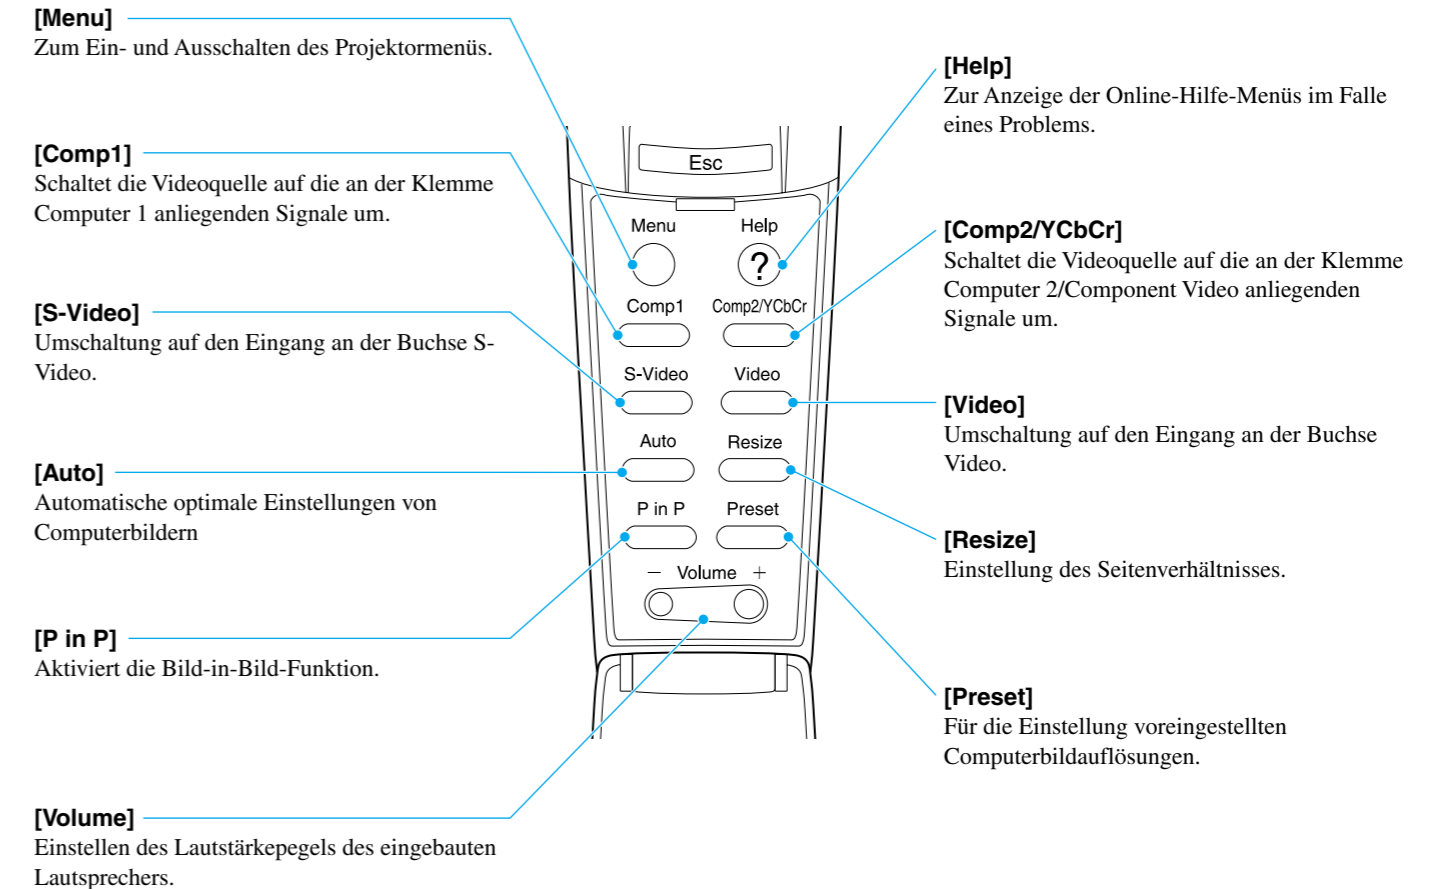 [Menu]
Zum Ein- und Ausschalten des Projektormenüs.
[Comp1]
Schaltet die Videoquelle auf die an der Klemme
Computer 1 anliegenden Signale um.
[S-Video]
Umschaltung auf den Eingang an der Buchse S-
Video.
[Auto]
Automatische optimale Einstellungen von
Computerbildern
[P in P]
Aktiviert die Bild-in-Bild-Funktion.
[Volume]
Einstellen des Lautstärkepegels des eingebauten
Lautsprechers.
Esc
Menu Help
?
Comp1 Comp2/YCbCr
S-Video Video
Auto Resize
P in P Preset
− Volume +
[Help]
Zur Anzeige der Online-Hilfe-Menüs im Falle
eines Problems.
[Comp2/YCbCr]
Schaltet die Videoquelle auf die an der Klemme
Computer 2/Component Video anliegenden
Signale um.
[Video]
Umschaltung auf den Eingang an der Buchse
Video.
[Resize]
Einstellung des Seitenverhältnisses.
[Preset]
Für die Einstellung voreingestellten
Computerbildauflösungen.